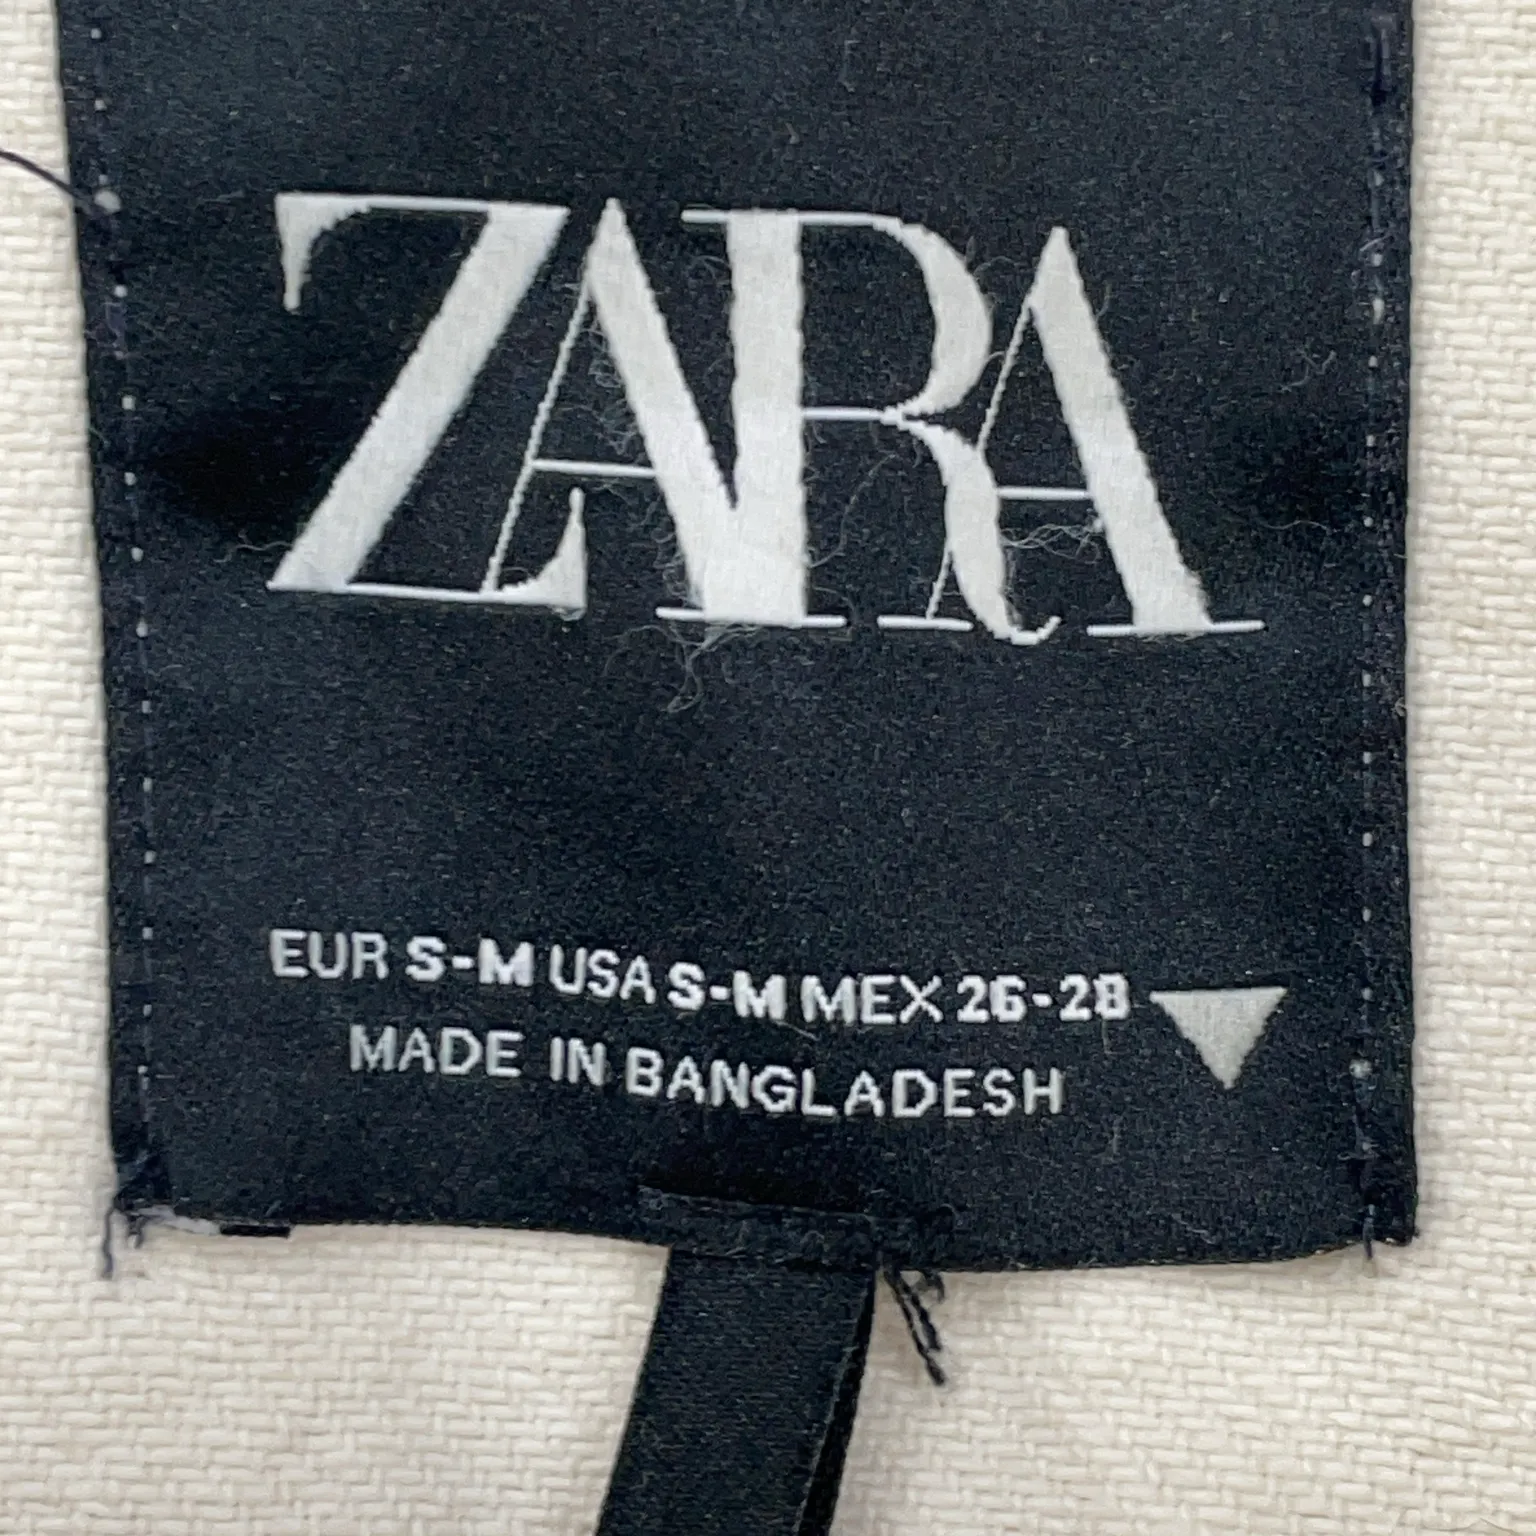 ZARA
EUR S-M USA S-M MEX 26-28
MADE IN BANGLADESH